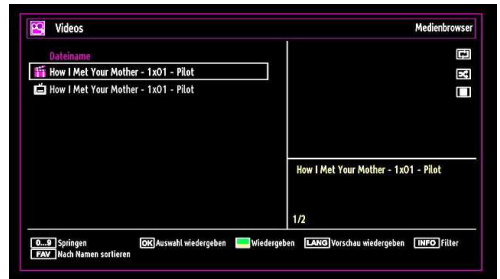 Videos
Medienbrowser
Dateiname
How I Met Your Mother - 1x01 - Pilot
How I Met Your Mother - 1x01 - Pilot
How I Met Your Mother - 1x01 - Pilot
1/2
0...9 Springen OK Auswahl wiedergeben Wiedergeben LANG Vorschau wiedergeben INFO Filter
FAV Nach Namen sortieren